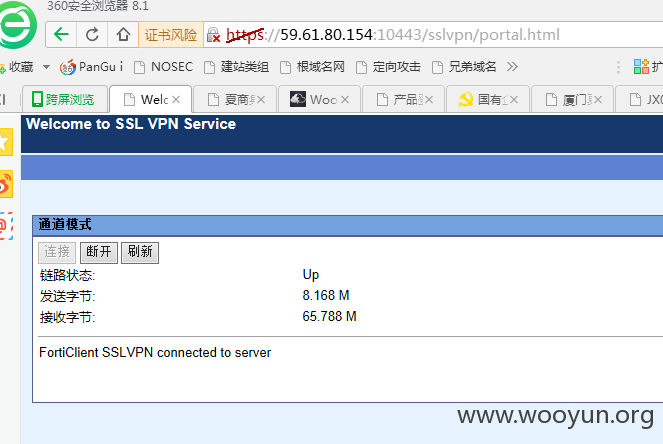 360安全浏览器 8.1
证书风险 https://59.61.80.154:10443/sslvpn/portal.html
收藏 PanGu i NOSEC 建站类组 根域名网 定向攻击 兄弟域名 扩
跨屏浏览 Welc 夏商 Woo 产品 国有 厦门 JX
Welcome to SSL VPN Service
通道模式
连接 断开 刷新
链路状态: Up
发送字节: 8.168 M
接收字节: 65.788 M
FortiClient SSLVPN connected to server
www.wooyun.org